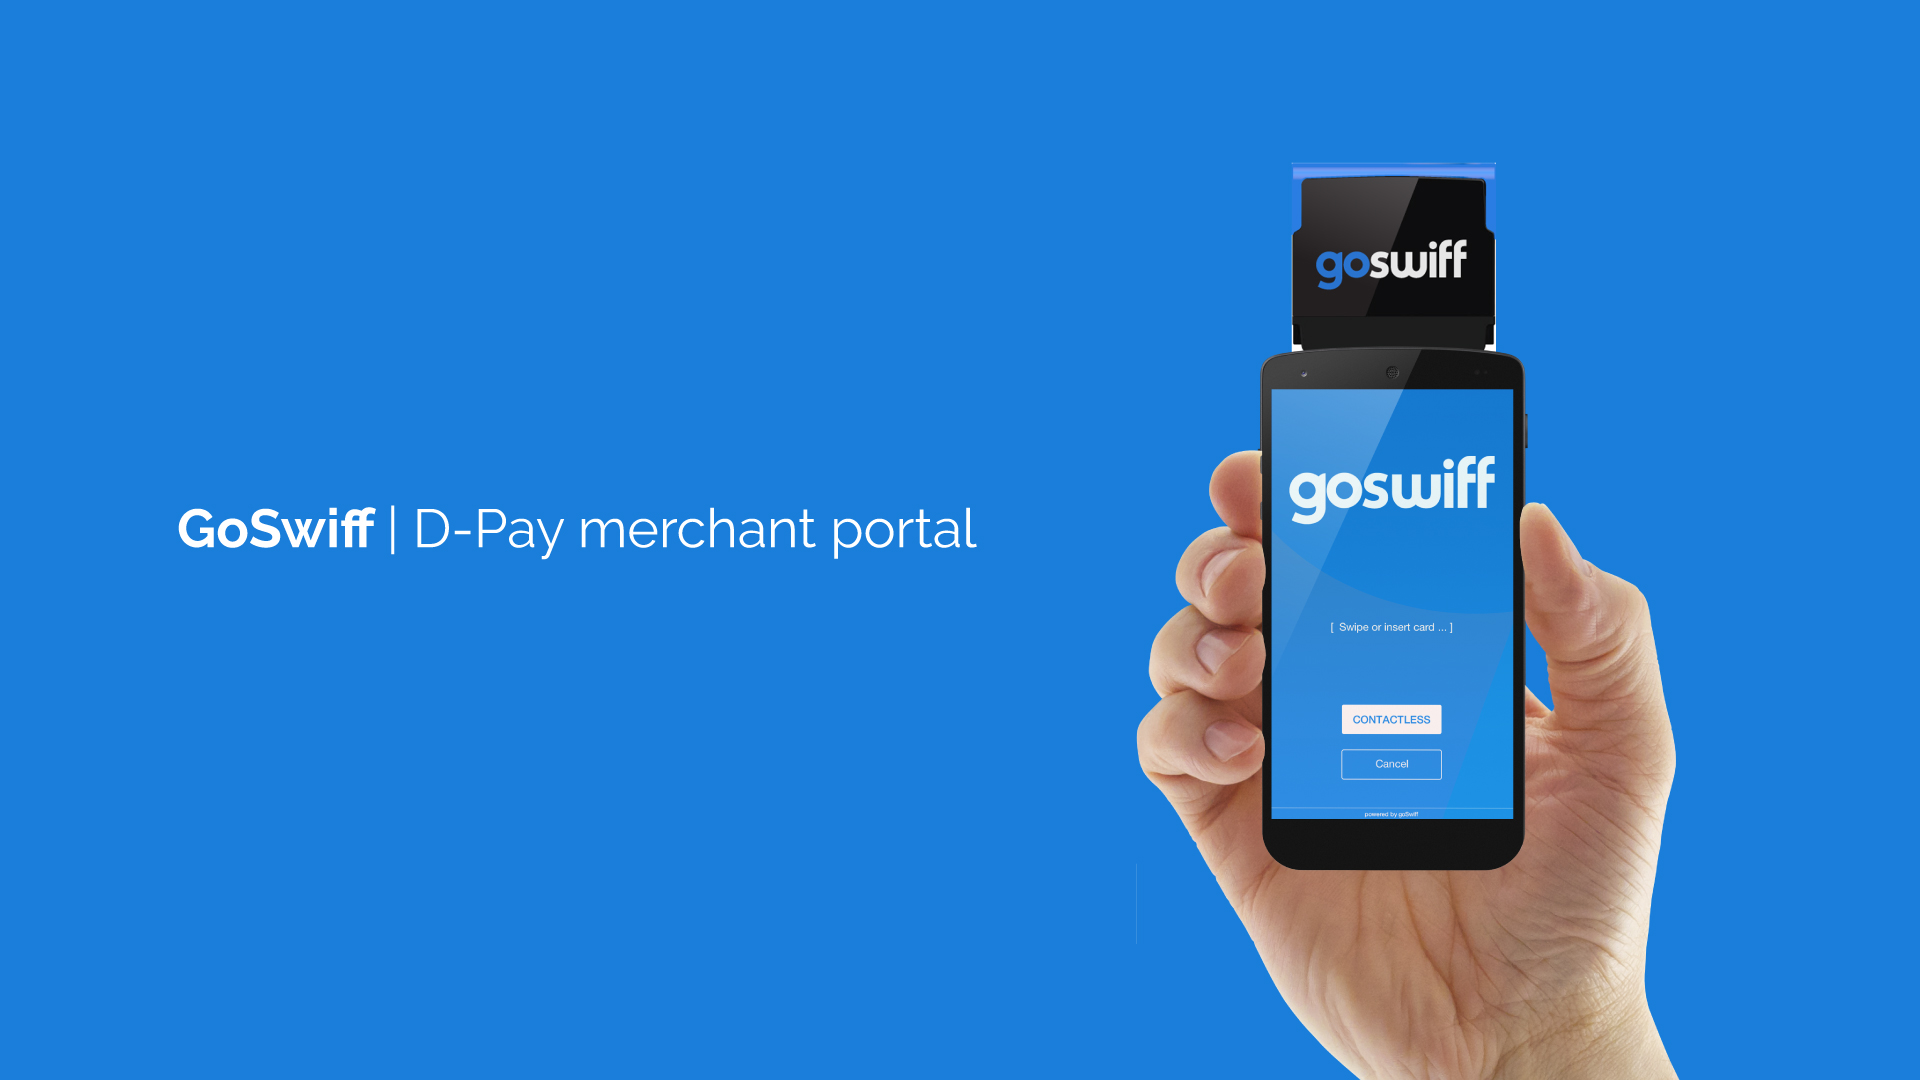 GoSwiff | D-Pay merchant portal
goswiff
goswiff
[ Swipe or insert card ... ]
CONTACTLESS
Cancel
powered by goSwiff